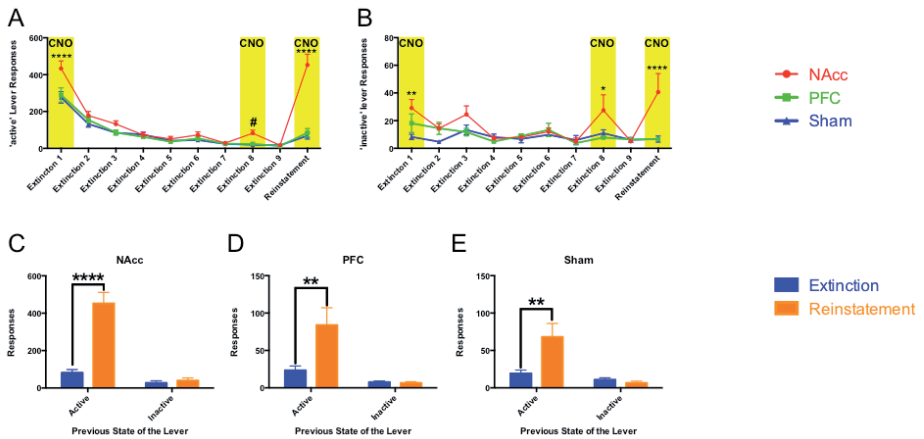 A
CNO
CNO
CNO
****
#
****
'active' Lever Responses
600
400
200
0
Extincton 1
Extinction 2
Extinction 3
Extinction 4
Extinction 5
Extinction 6
Extinction 7
Extinction 8
Extinction 9
Reinstatement
B
CNO
CNO
CNO
**
*
****
'inactive' lever Responses
80
60
40
20
0
Extincton 1
Extinction 2
Extinction 3
Extinction 4
Extinction 5
Extinction 6
Extinction 7
Extinction 8
Extinction 9
Reinstatement
NAcc
PFC
Sham
C
NAcc
****
Responses
600
400
200
0
Active
Inactive
Previous State of the Lever
D
PFC
**
Responses
150
100
50
0
Active
Inactive
Previous State of the Lever
E
Sham
**
Responses
150
100
50
0
Active
Inactive
Previous State of the Lever
Extinction
Reinstatement